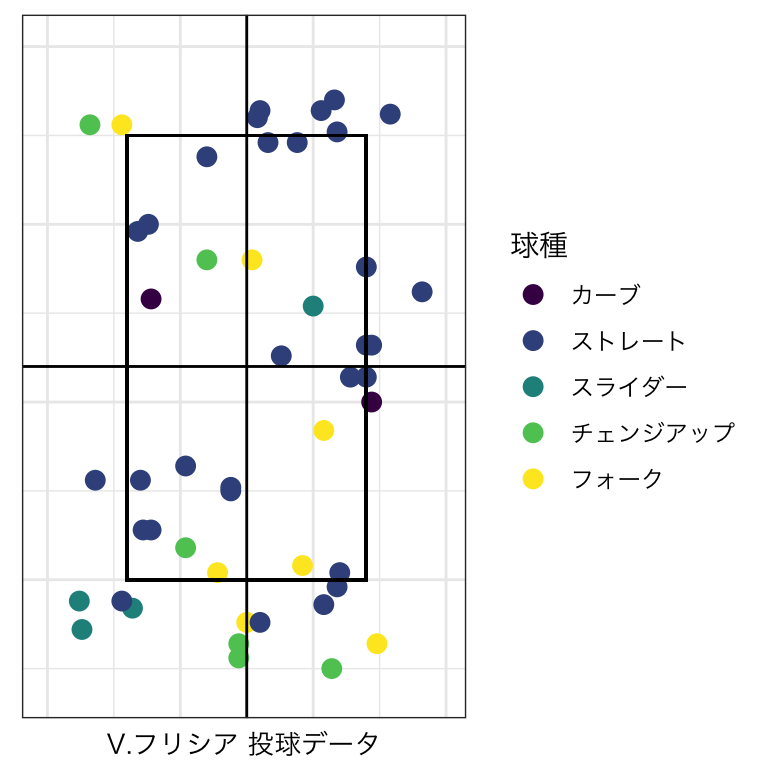 球種
カーブ
ストレート
スライダー
チェンジアップ
フォーク
V.フリシア 投球データ